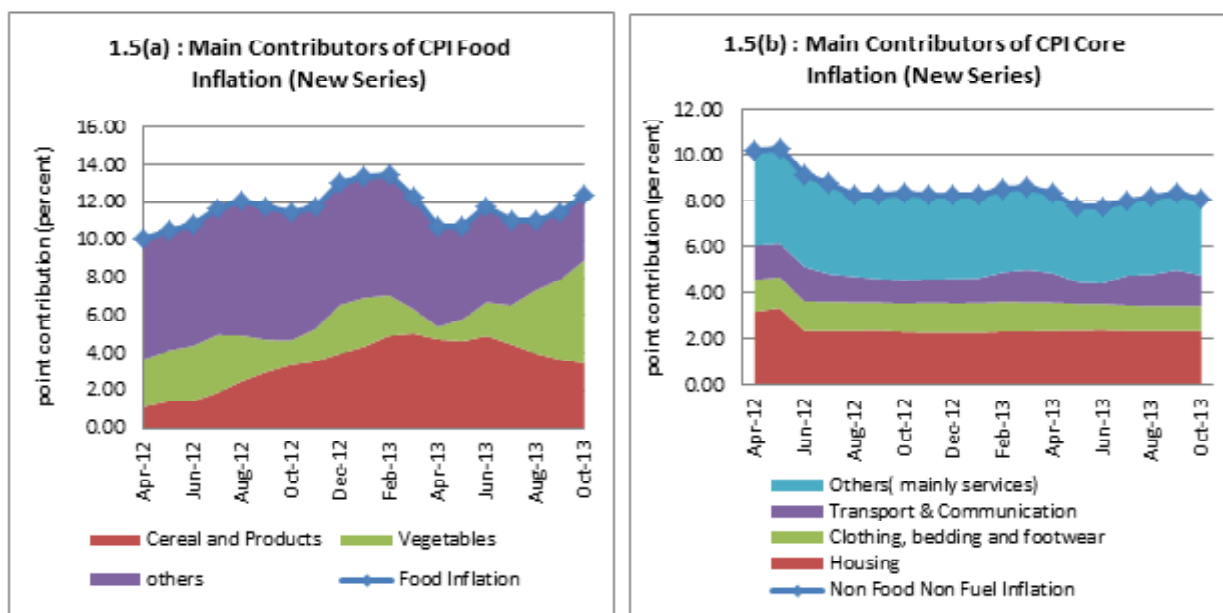 1.5(a) : Main Contributors of CPI Food
Inflation (New Series)
point contribution (per cent)
16.00
14.00
12.00
10.00
8.00
6.00
4.00
2.00
0.00
Apr-12
Jun-12
Aug-12
Oct-12
Dec-12
Feb-13
Apr-13
Jun-13
Aug-13
Oct-13
Cereal and Products
Vegetables
others
Food Inflation
1.5(b) : Main Contributors of CPI Core
Inflation (New Series)
point contribution (per cent)
12.00
10.00
8.00
6.00
4.00
2.00
0.00
Apr-12
Jun-12
Aug-12
Oct-12
Dec-12
Feb-13
Apr-13
Jun-13
Aug-13
Oct-13
Others( mainly services)
Transport & Communication
Clothing, bedding and footwear
Housing
Non Food Non Fuel Inflation